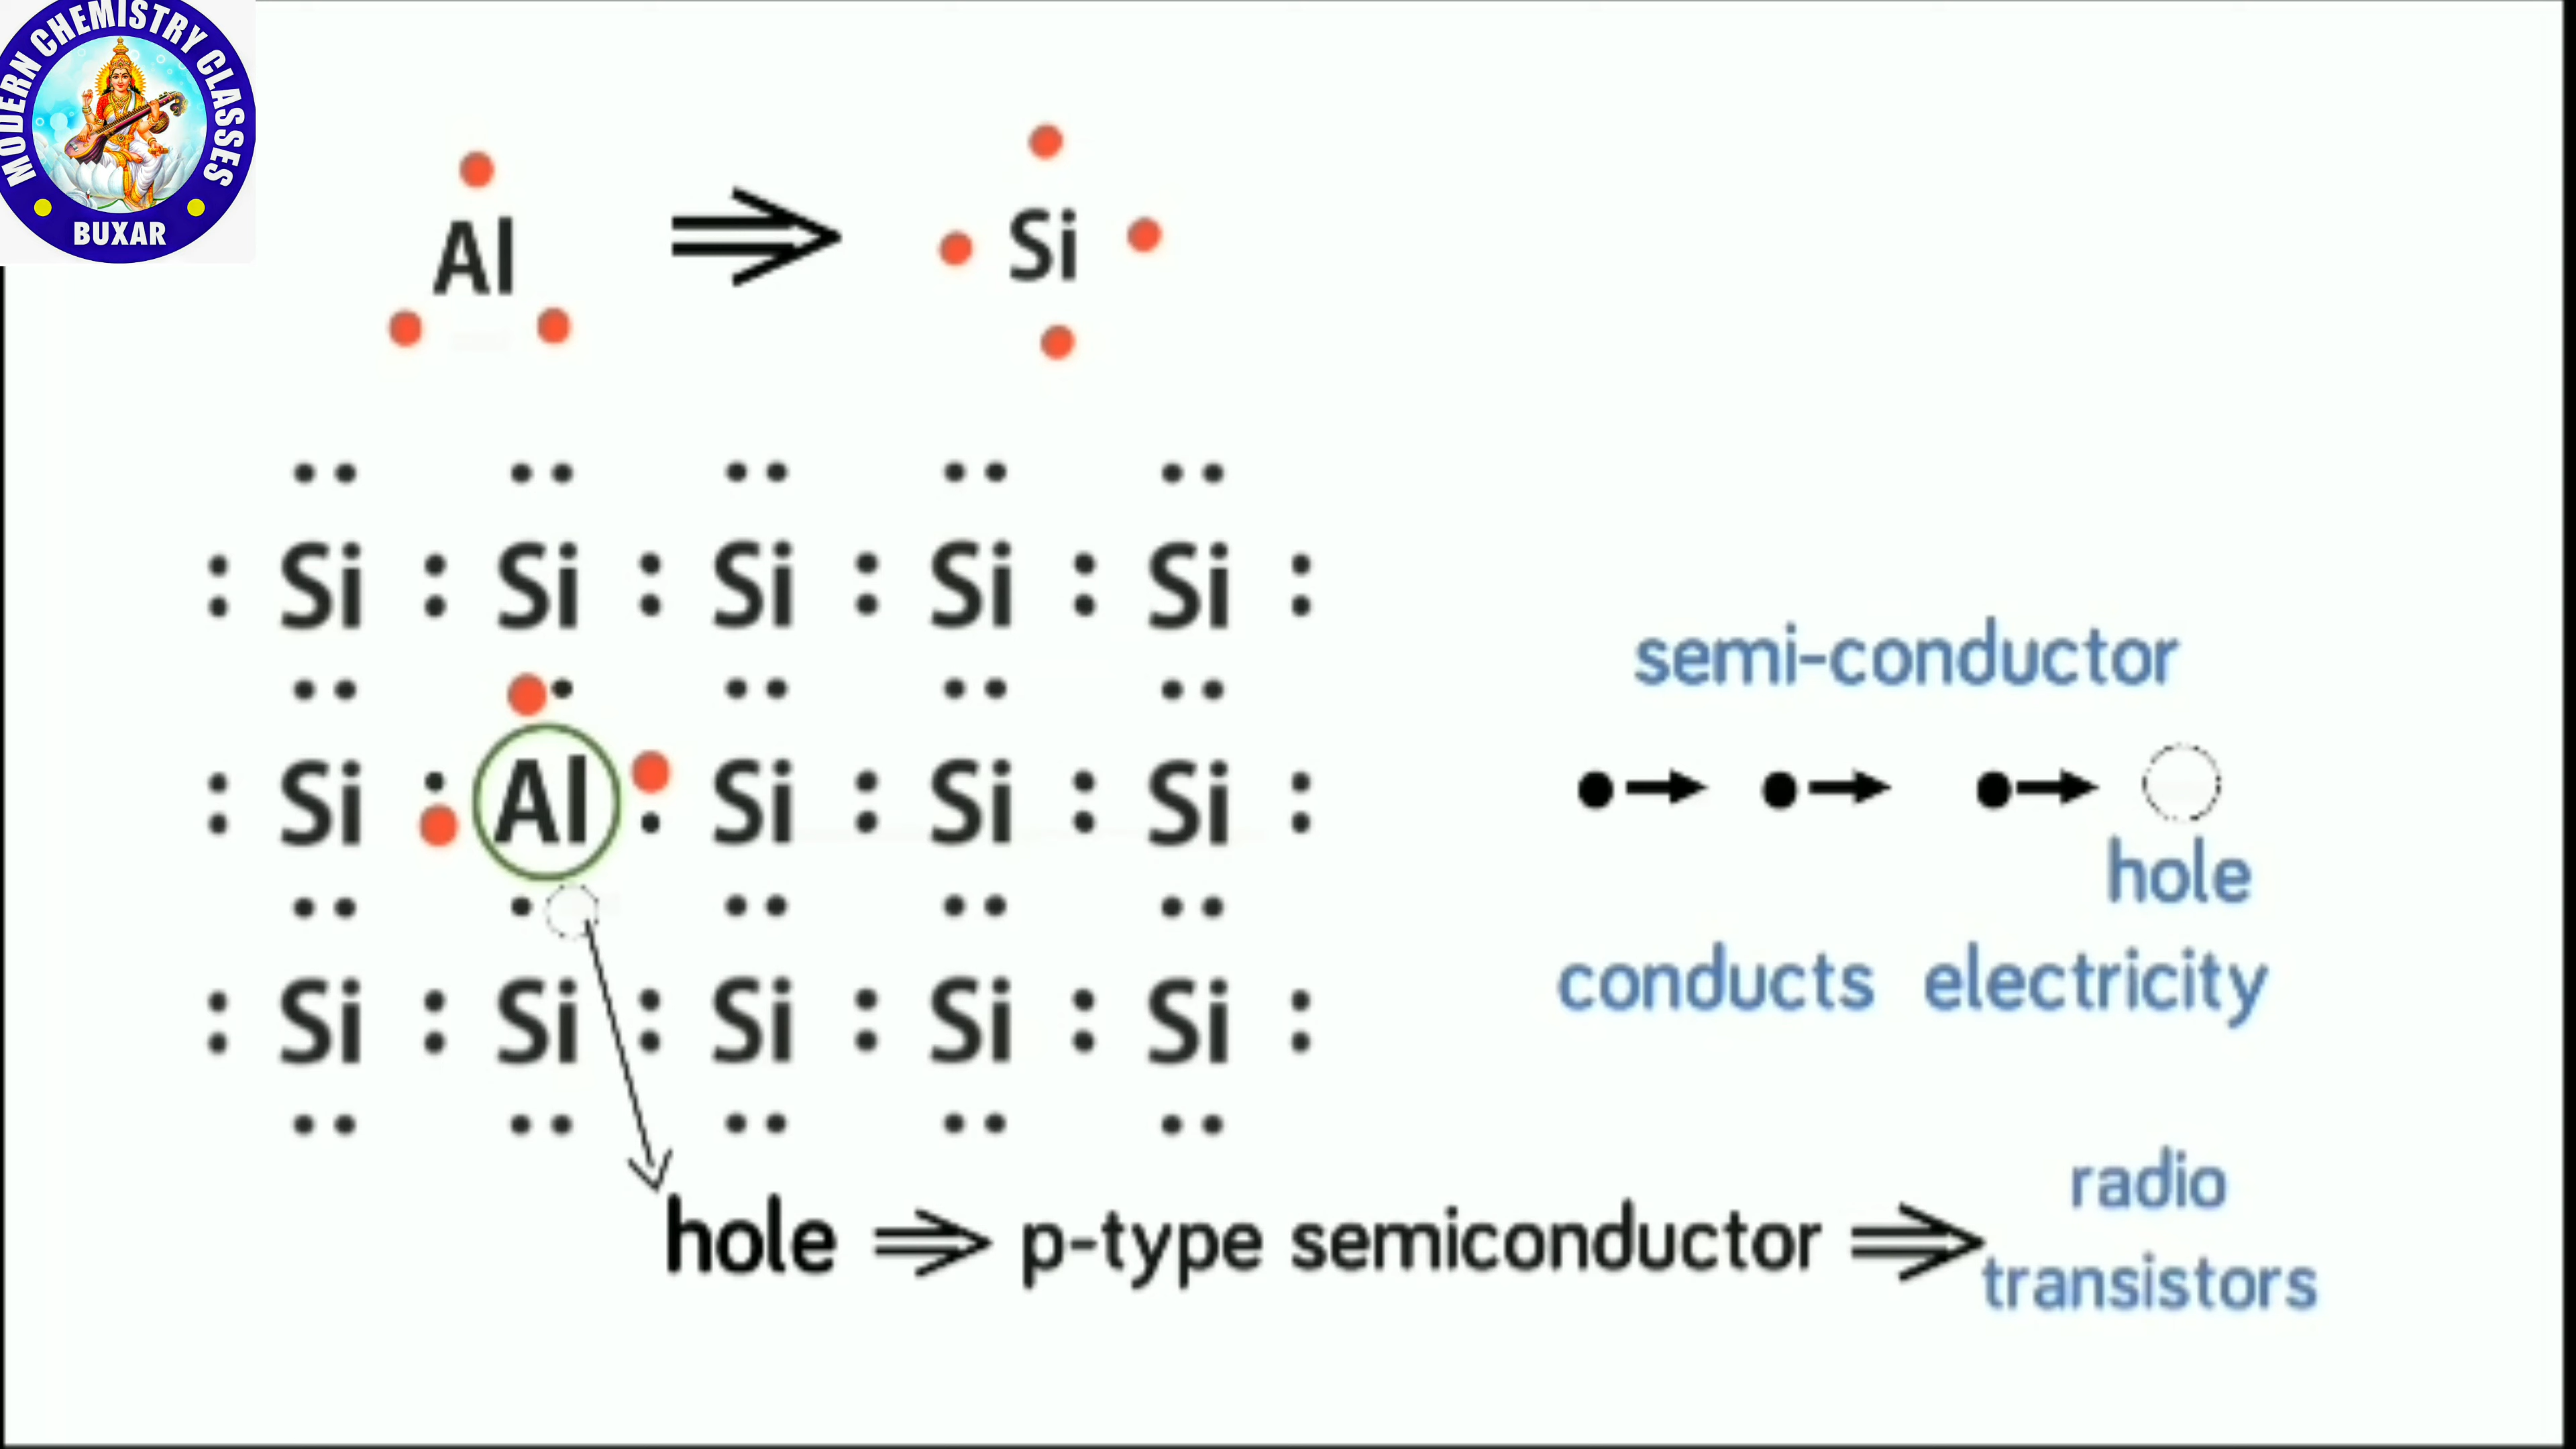 MODERN CHEMISTRY CLASSES
BUXAR
Al Si
Si Si Si Si Si
semi-conductor
Si Al Si Si Si
hole
conducts electricity
Si Si Si Si Si
radio
hole p-type semiconductor
transistors